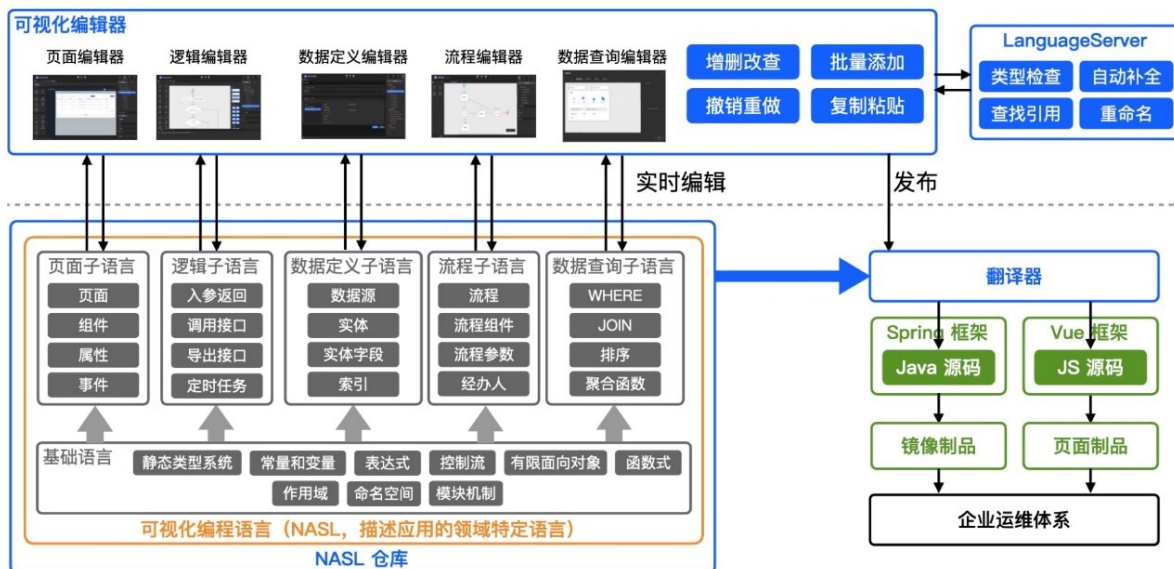 可视化编辑器
页面编辑器
逻辑编辑器
数据定义编辑器
流程编辑器
数据查询编辑器
增删改查
批量添加
撤销重做
复制粘贴
LanguageServer
类型检查
自动补全
查找引用
重命名
实时编辑
发布
页面子语言
页面
组件
属性
事件
逻辑子语言
入参返回
调用接口
导出接口
定时任务
数据定义子语言
数据源
实体
实体字段
索引
流程子语言
流程
流程组件
流程参数
经办人
数据查询子语言
WHERE
JOIN
排序
聚合函数
基础语言
静态类型系统
常量和变量
表达式
控制流
有限面向对象
函数式
作用域
命名空间
模块机制
可视化编程语言（NASL，描述应用的领域特定语言）
NASL 仓库
翻译器
Spring 框架
Java 源码
镜像制品
Vue 框架
JS 源码
页面制品
企业运维体系